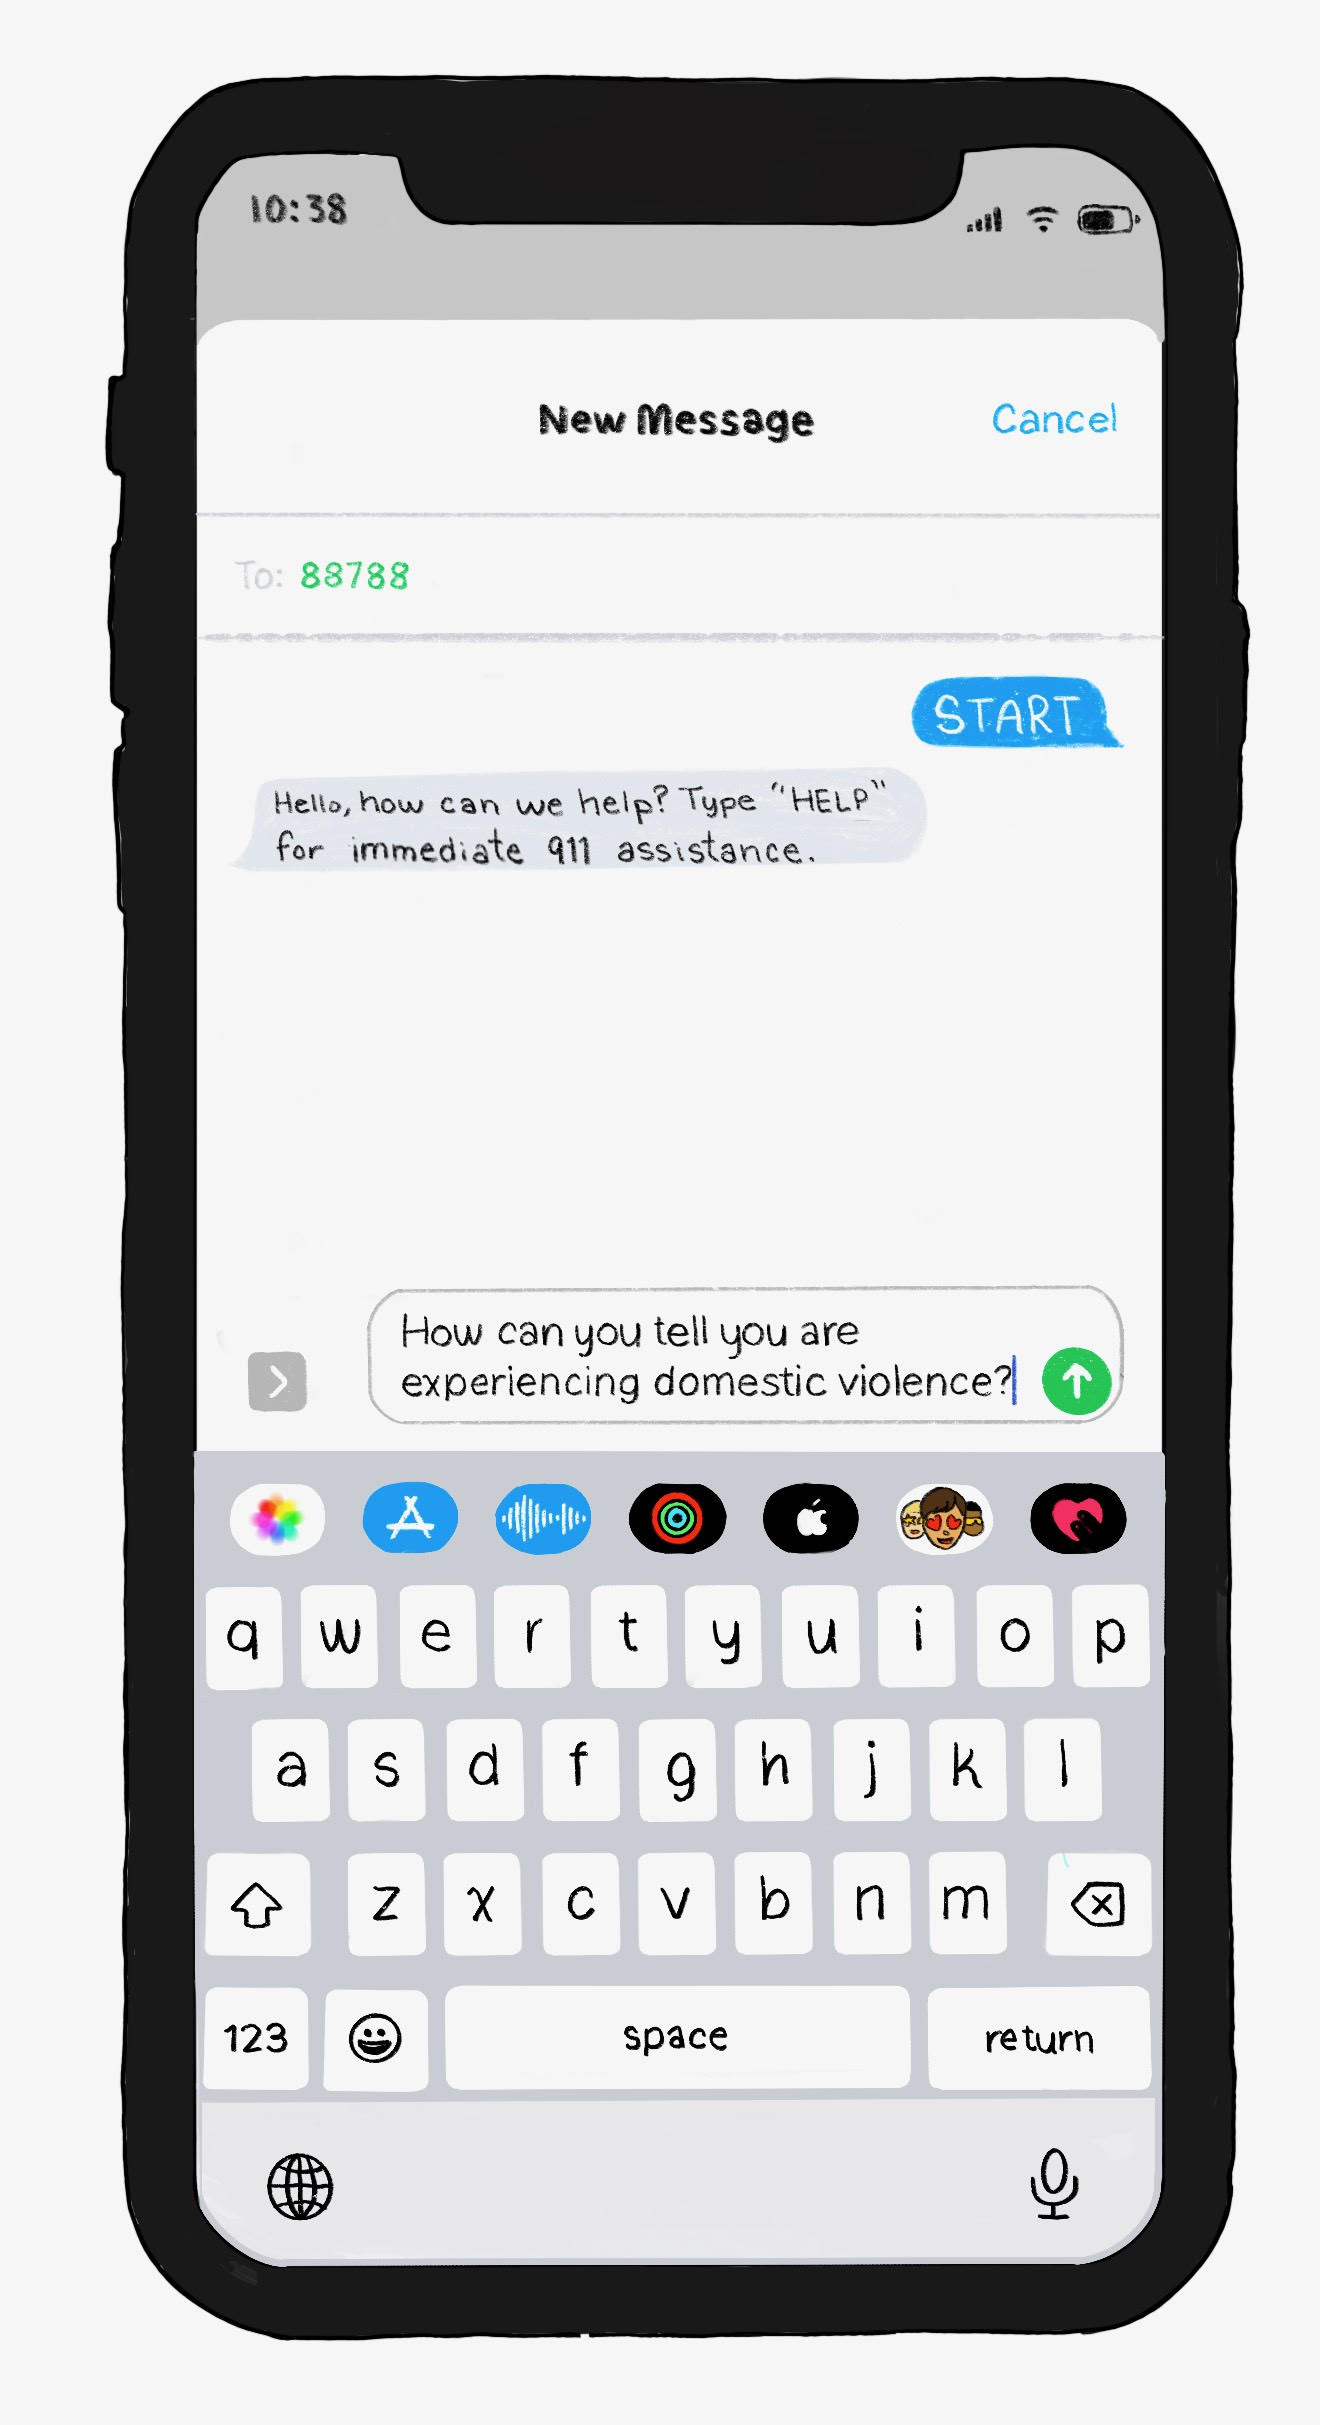 10:38
New Message
Cancel
To: 88788
START
Hello, how can we help? Type "HELP"
for immediate 911 assistance.
How can you tell you are
experiencing domestic violence?
q w e r t y u i o p
a s d f g h j k l
z x c v b n m
123 space return